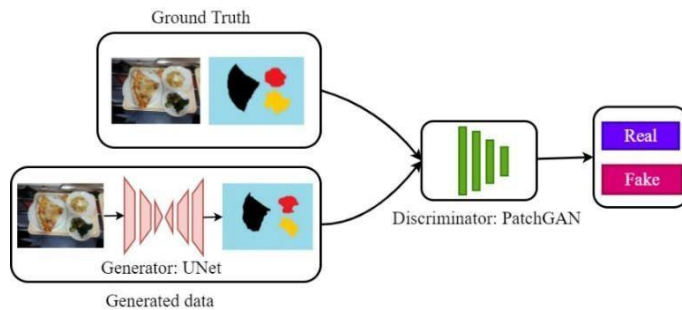 Ground Truth
Real
Fake
Discriminator: PatchGAN
Generator: UNet
Generated data